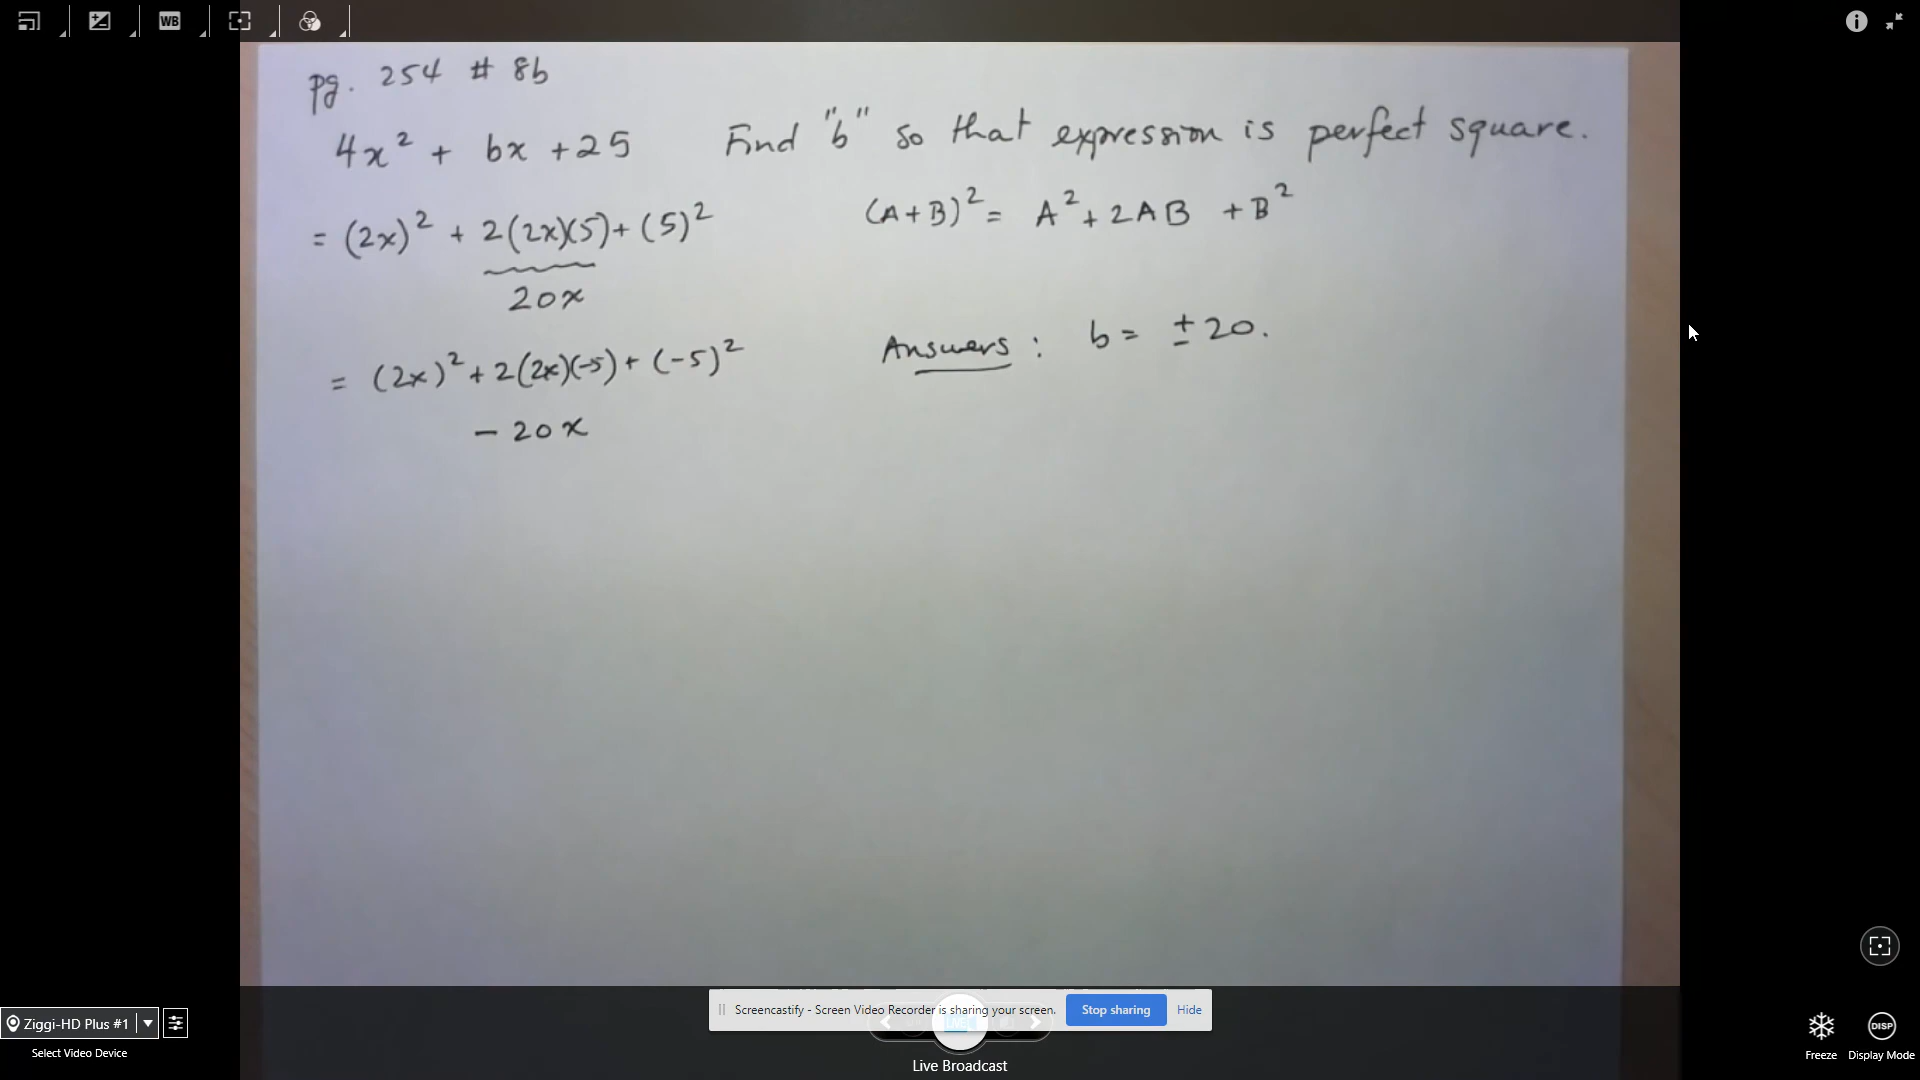 WB
pg. 254 # 8b
4x² + bx + 25 Find "b" so that expression is perfect square.
= (2x)² + 2(2x)(5) + (5)² (A+B)² = A² + 2AB + B²
20x
= (2x)² + 2(2x)(-5) + (-5)² Answers : b = ± 20.
- 20x
Screencastify - Screen Video Recorder is sharing your screen. Stop sharing Hide
Ziggi-HD Plus #1
Select Video Device
Live Broadcast
DISP
Freeze Display Mode